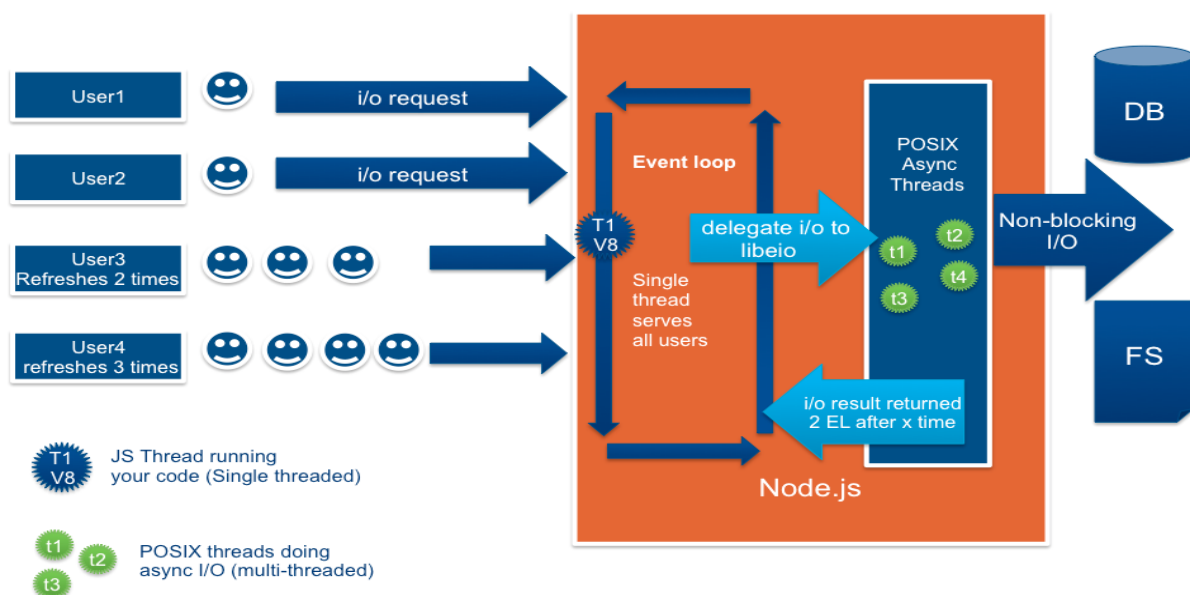 User1
i/o request
User2
i/o request
User3
Refreshes 2 times
User4
refreshes 3 times
T1
V8
JS Thread running
your code (Single threaded)
t1
t2
t3
POSIX threads doing
async I/O (multi-threaded)
Event loop
T1
V8
Single
thread
serves
all users
delegate i/o to
libeio
i/o result returned
2 EL after x time
Node.js
POSIX
Async
Threads
t1
t2
t4
t3
Non-blocking
I/O
DB
FS